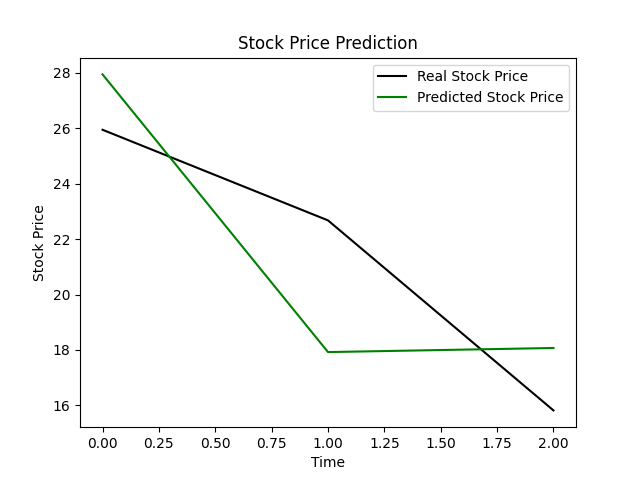 Stock Price Prediction
Real Stock Price
Predicted Stock Price
Stock Price
28
26
24
22
20
18
16
0.00 0.25 0.50 0.75 1.00 1.25 1.50 1.75 2.00
Time